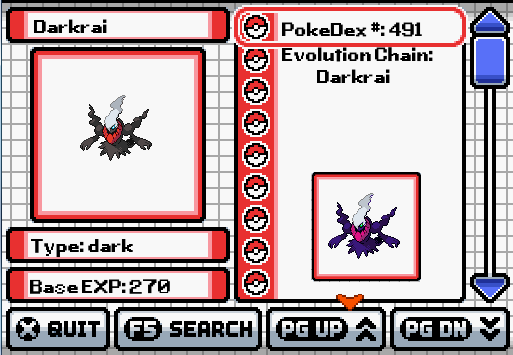 Darkrai
PokeDex #: 491
Evolution Chain:
Darkrai
Type: dark
Base EXP: 270
X QUIT
F5 SEARCH
PG UP
PG DN